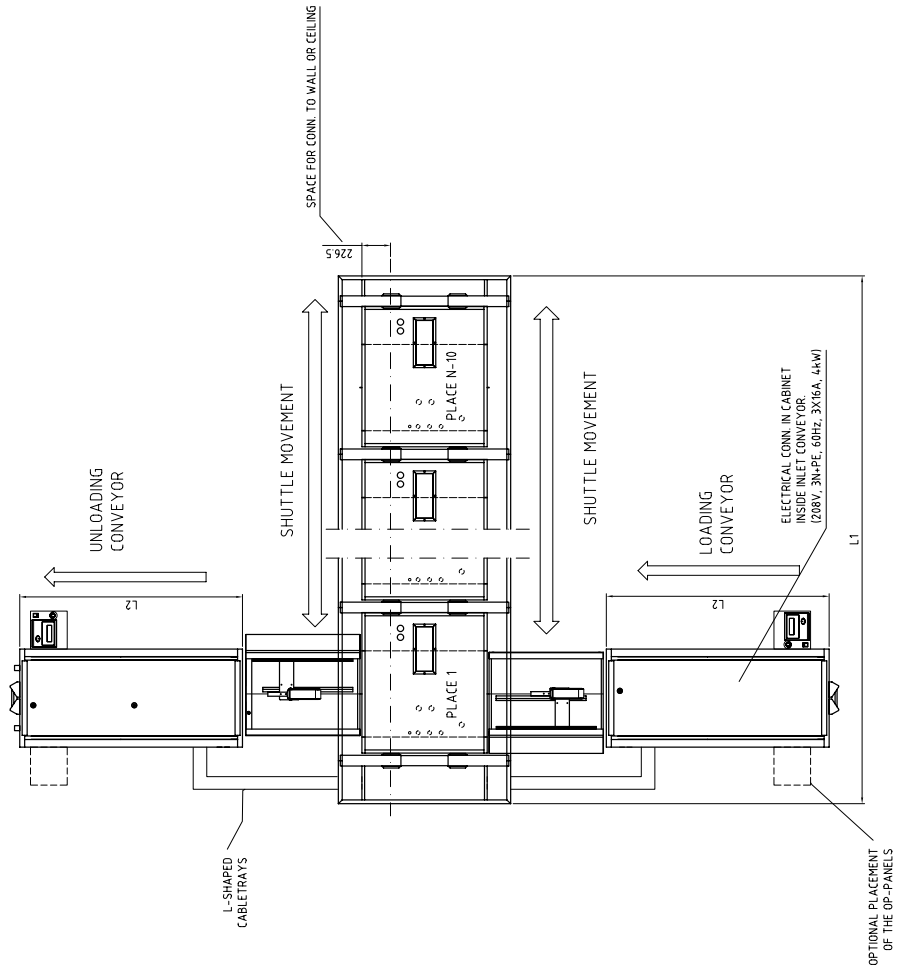 SPACE FOR CONN. TO WALL OR CEILING
226.5
UNLOADING
CONVEYOR
SHUTTLE MOVEMENT
PLACE N-10
SHUTTLE MOVEMENT
LOADING
CONVEYOR
ELECTRICAL CONN. IN CABINET
INSIDE INLET CONVEYOR.
(208V, 3N+PE, 60Hz, 3X16A, 4kW)
L1
L2
L2
PLACE 1
L-SHAPED
CABLETRAYS
OPTIONAL PLACEMENT
OF THE OP-PANELS